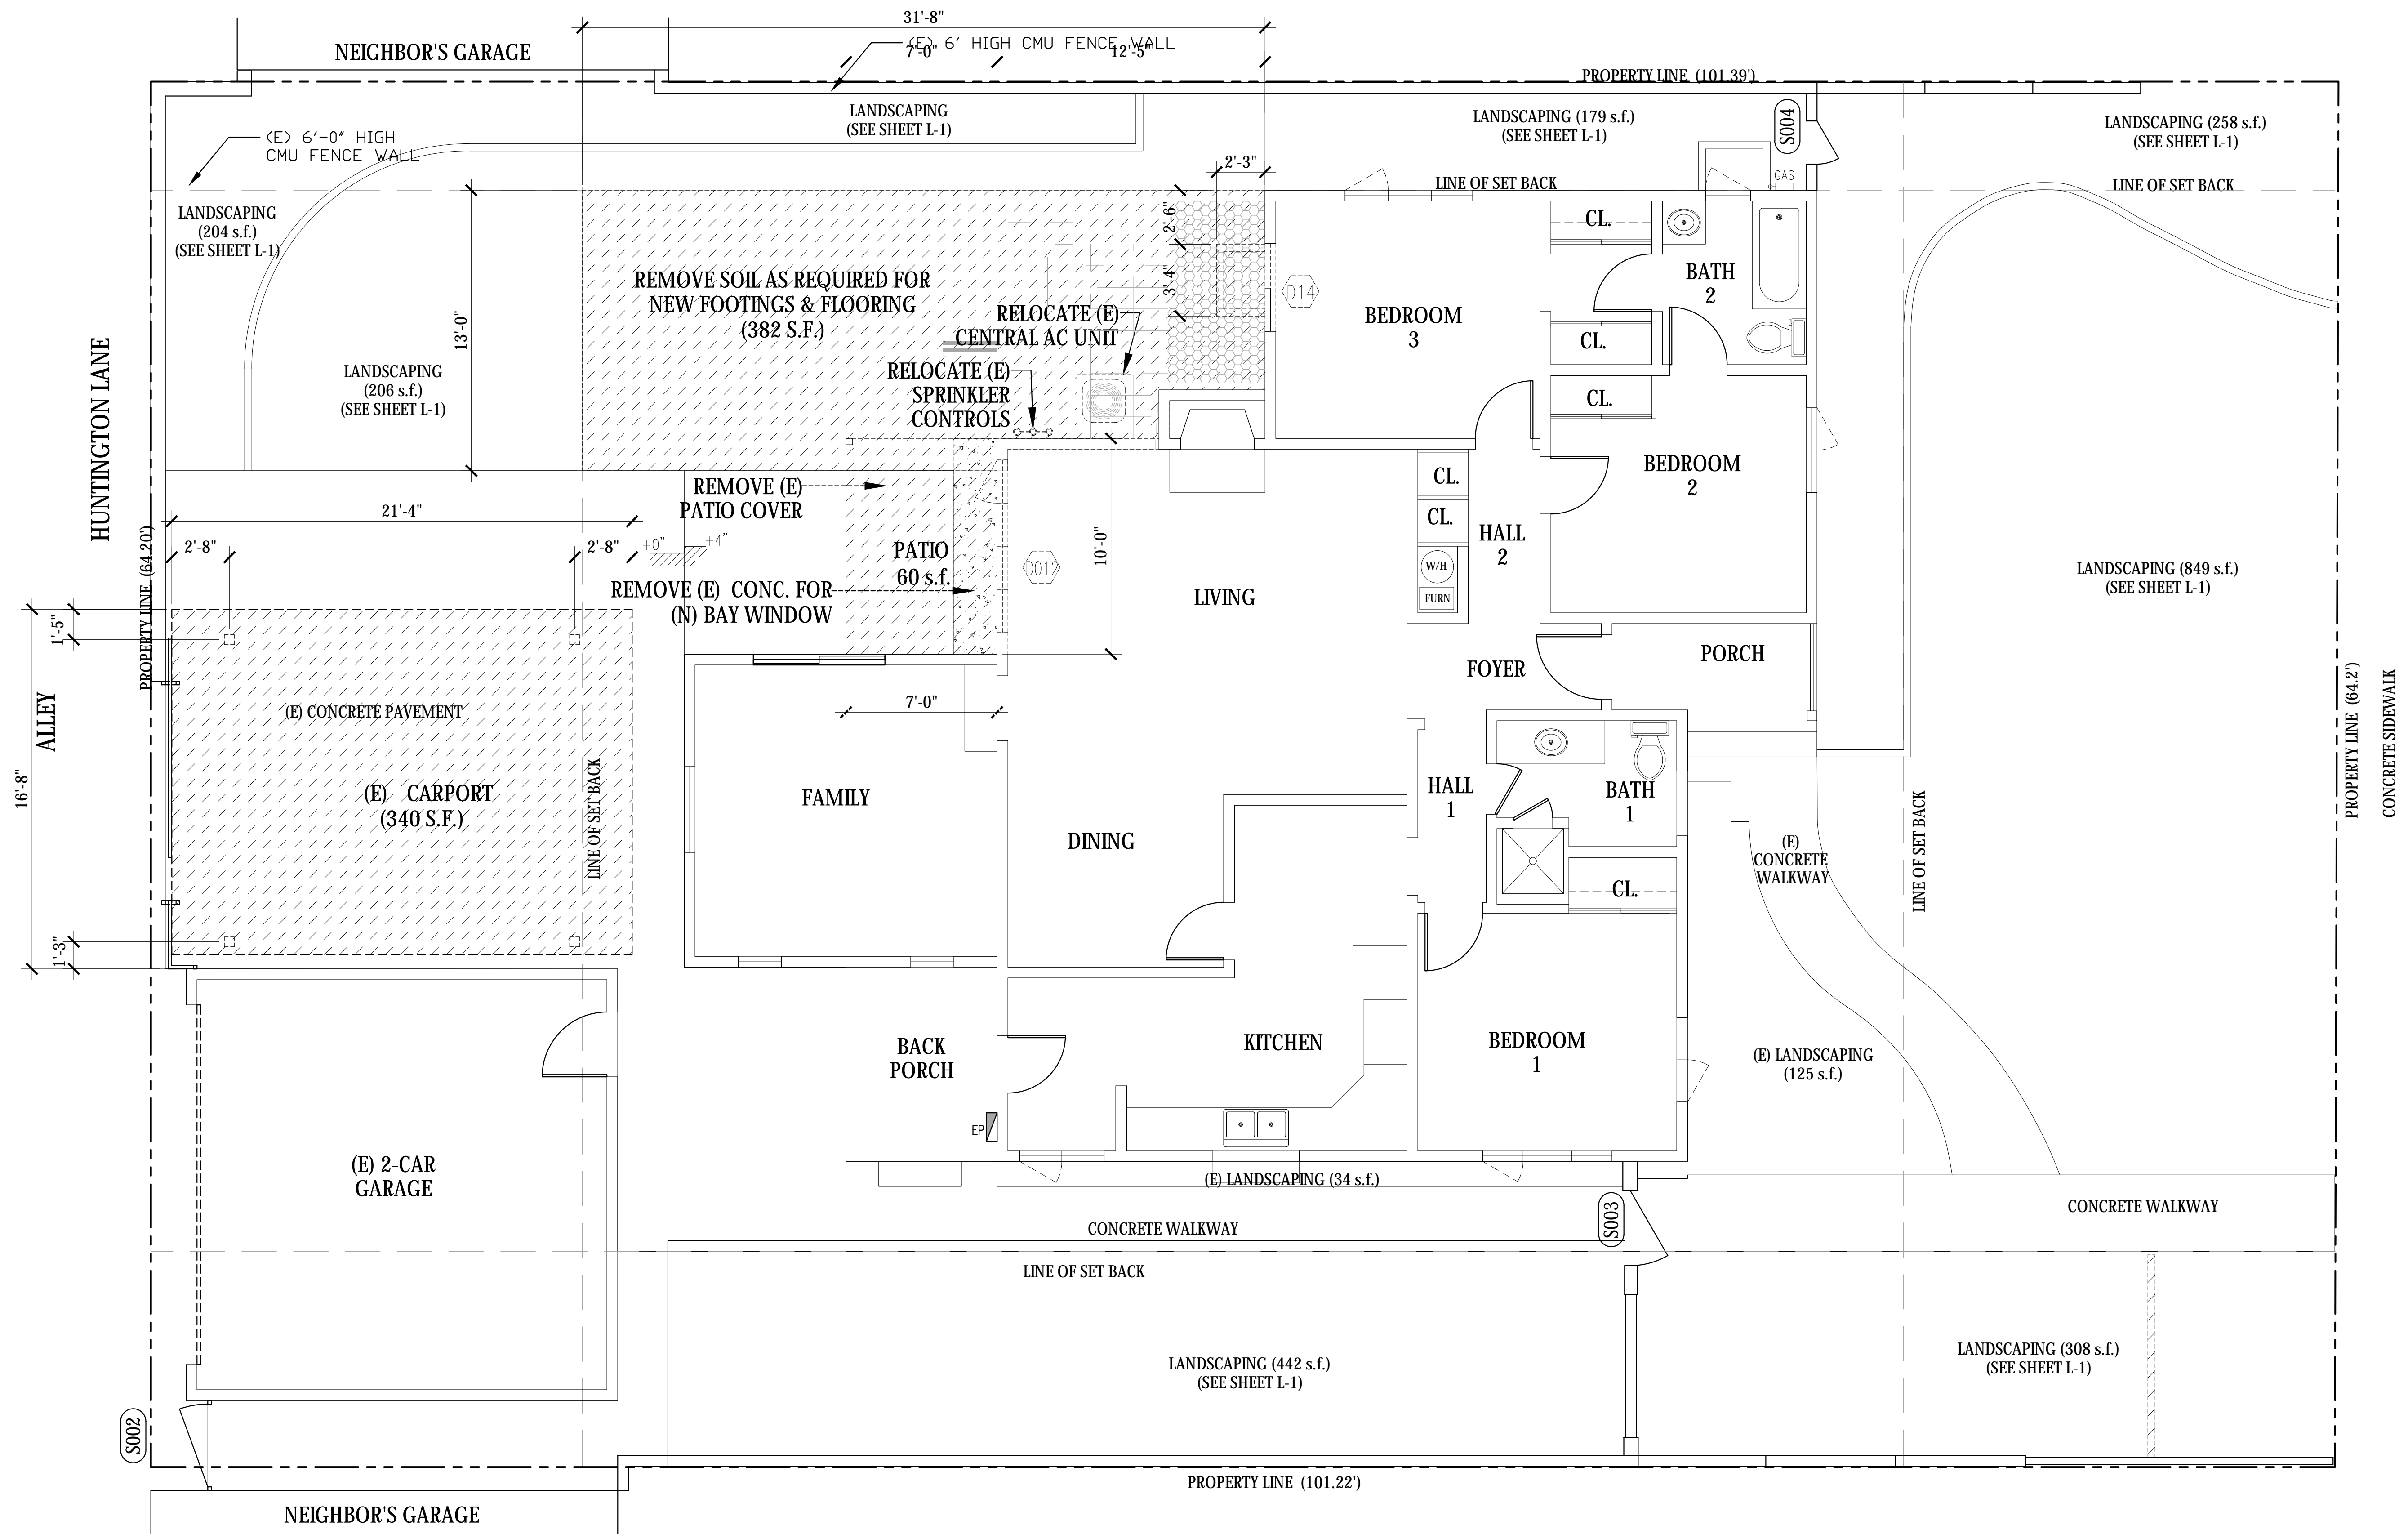 31'-8"
NEIGHBOR'S GARAGE
(E) 6' HIGH CMU FENCE WALL
7'-0"
12'-5"
PROPERTY LINE (101.39')
LANDSCAPING
(SEE SHEET L-1)
LANDSCAPING (179 s.f.)
(SEE SHEET L-1)
S004
LANDSCAPING (258 s.f.)
(SEE SHEET L-1)
(E) 6'-0" HIGH
CMU FENCE WALL
2'-3"
GAS
LINE OF SET BACK
LINE OF SET BACK
LANDSCAPING
(204 s.f.)
(SEE SHEET L-1)
2'-6"
3'-4"
CL.
BATH
2
REMOVE SOIL AS REQUIRED FOR
NEW FOOTINGS & FLOORING
(382 S.F.)
D14
BEDROOM
3
RELOCATE (E)
CENTRAL AC UNIT
13'-0"
CL.
RELOCATE (E)
SPRINKLER
CONTROLS
LANDSCAPING
(206 s.f.)
(SEE SHEET L-1)
CL.
HUNTINGTON LANE
BEDROOM
2
CL.
REMOVE (E)
PATIO COVER
21'-4"
CL.
HALL
2
2'-8"
2'-8"
+0"
+4"
PATIO
60 s.f.
10'-0"
D012
W/H
FURN
LANDSCAPING (849 s.f.)
(SEE SHEET L-1)
REMOVE (E) CONC. FOR
(N) BAY WINDOW
LIVING
PROPERTY LINE (64.20')
1'-5"
PORCH
FOYER
ALLEY
(E) CONCRETE PAVEMENT
7'-0"
PROPERTY LINE (64.2')
CONCRETE SIDEWALK
16'-8"
(E) CARPORT
(340 S.F.)
LINE OF SET BACK
FAMILY
HALL
1
BATH
1
DINING
(E)
CONCRETE
WALKWAY
LINE OF SET BACK
CL.
1'-3"
BACK
PORCH
KITCHEN
BEDROOM
1
(E) LANDSCAPING
(125 s.f.)
EP
(E) 2-CAR
GARAGE
(E) LANDSCAPING (34 s.f.)
S003
CONCRETE WALKWAY
CONCRETE WALKWAY
LINE OF SET BACK
LANDSCAPING (442 s.f.)
(SEE SHEET L-1)
LANDSCAPING (308 s.f.)
(SEE SHEET L-1)
S002
PROPERTY LINE (101.22')
NEIGHBOR'S GARAGE